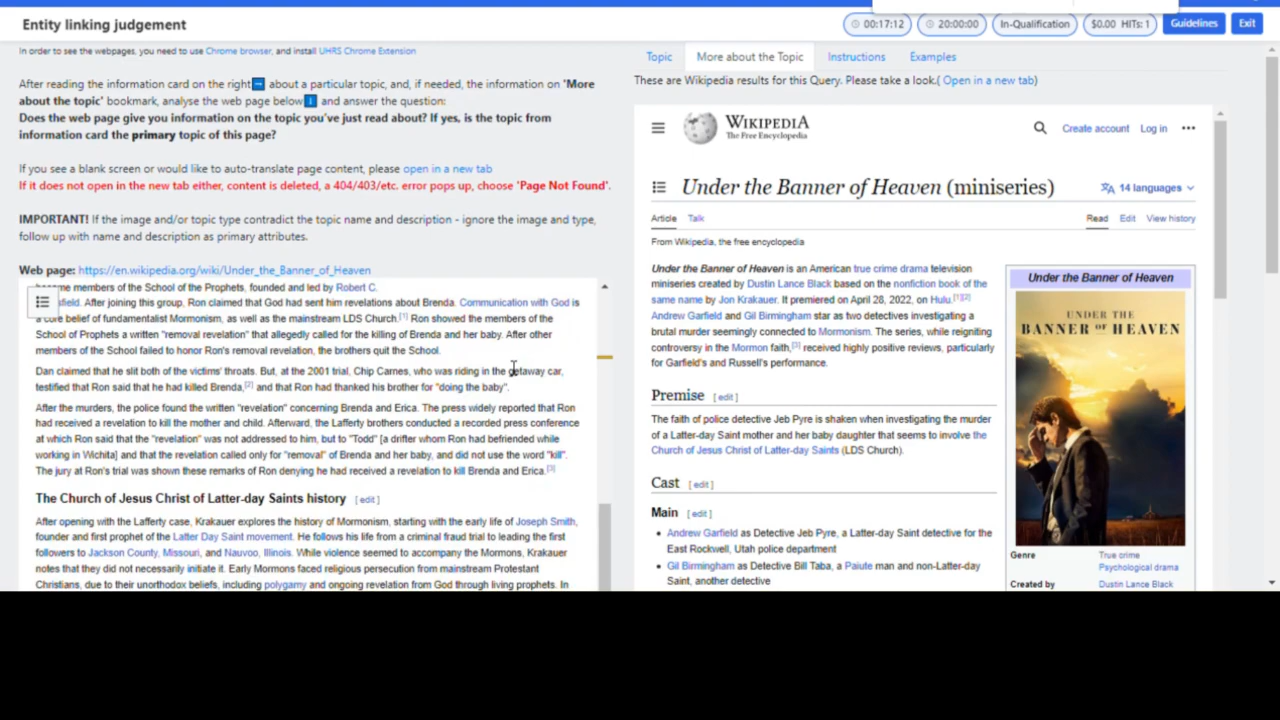 Entity linking judgement
00:17:12
20:00:00
In-Qualification
$0.00 HITs: 1
Guidelines
Exit
In order to see the webpages, you need to use Chrome browser, and install UHRS Chrome Extension
After reading the information card on the right about a particular topic, and, if needed, the information on 'More
about the topic' bookmark, analyse the web page below and answer the question:
Does the web page give you information on the topic you've just read about? If yes, is the topic from
information card the primary topic of this page?
If you see a blank screen or would like to auto-translate page content, please open in a new tab
If it does not open in the new tab either, content is deleted, a 404/403/etc. error pops up, choose 'Page Not Found'.
IMPORTANT! If the image and/or topic type contradict the topic name and description - ignore the image and type,
follow up with name and description as primary attributes.
Web page: https://en.wikipedia.org/wiki/Under_the_Banner_of_Heaven
members of the School of the Prophets, founded and led by Robert C.
After joining this group, Ron claimed that God had sent him revelations about Brenda. Communication with God is
a core belief of fundamentalist Mormonism, as well as the mainstream LDS Church.[1] Ron showed the members of the
School of Prophets a written "removal revelation" that allegedly called for the killing of Brenda and her baby. After other
members of the School failed to honor Ron's removal revelation, the brothers quit the School.
Dan claimed that he slit both of the victims' throats. But, at the 2001 trial, Chip Carnes, who was riding in the getaway car,
testified that Ron said that he had killed Brenda,[2] and that Ron had thanked his brother for "doing the baby".
After the murders, the police found the written "revelation" concerning Brenda and Erica. The press widely reported that Ron
had received a revelation to kill the mother and child. Afterward, the Lafferty brothers conducted a recorded press conference
at which Ron said that the "revelation" was not addressed to him, but to "Todd" [a drifter whom Ron had befriended while
working in Wichita] and that the revelation called only for "removal" of Brenda and her baby, and did not use the word "kill".
The jury at Ron's trial was shown these remarks of Ron denying he had received a revelation to kill Brenda and Erica.[3]
The Church of Jesus Christ of Latter-day Saints history [ edit ]
After opening with the Lafferty case, Krakauer explores the history of Mormonism, starting with the early life of Joseph Smith,
founder and first prophet of the Latter Day Saint movement. He follows his life from a criminal fraud trial to leading the first
followers to Jackson County, Missouri, and Nauvoo, Illinois. While violence seemed to accompany the Mormons, Krakauer
notes that they did not necessarily initiate it. Early Mormons faced religious persecution from mainstream Protestant
Christians, due to their unorthodox beliefs, including polygamy and ongoing revelation from God through living prophets. In
Topic
More about the Topic
Instructions
Examples
These are Wikipedia results for this Query. Please take a look.( Open in a new tab)
WIKIPEDIA
The Free Encyclopedia
Create account
Log in
Under the Banner of Heaven (miniseries)
14 languages
Article
Talk
Read
Edit
View history
From Wikipedia, the free encyclopedia
Under the Banner of Heaven is an American true crime drama television
miniseries created by Dustin Lance Black based on the nonfiction book of the
same name by Jon Krakauer. It premiered on April 28, 2022, on Hulu.[1][2]
Andrew Garfield and Gil Birmingham star as two detectives investigating a
brutal murder seemingly connected to Mormonism. The series, while reigniting
controversy in the Mormon faith,[3] received highly positive reviews, particularly
for Garfield's and Russell's performance.
Premise [ edit ]
The faith of police detective Jeb Pyre is shaken when investigating the murder
of a Latter-day Saint mother and her baby daughter that seems to involve the
Church of Jesus Christ of Latter-day Saints (LDS Church).
Cast [ edit ]
Main [ edit ]
Andrew Garfield as Detective Jeb Pyre, a Latter-day Saint detective for the
East Rockwell, Utah police department
Gil Birmingham as Detective Bill Taba, a Paiute man and non-Latter-day
Saint, another detective
Under the Banner of Heaven
UNDER THE
BANNER OF HEAVEN
Genre
True crime
Psychological drama
Created by
Dustin Lance Black